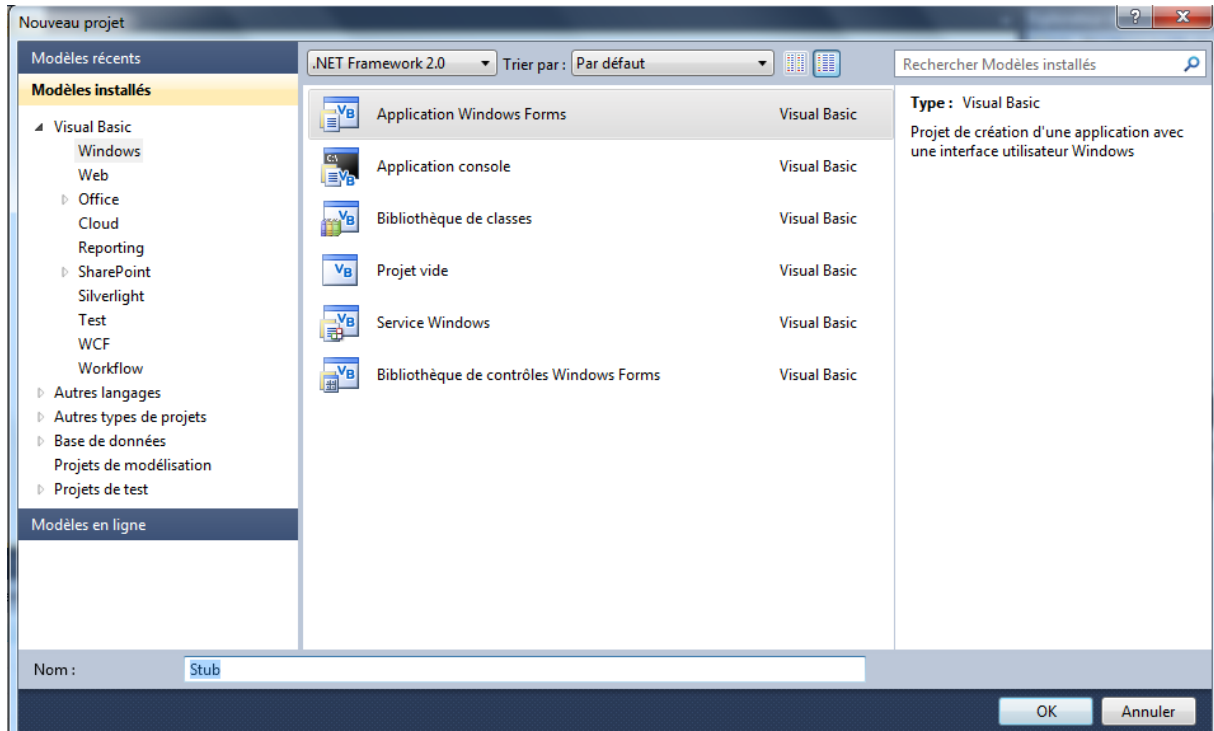 Nouveau projet
Modèles récents
Modèles installés
Visual Basic
Windows
Web
Office
Cloud
Reporting
SharePoint
Silverlight
Test
WCF
Workflow
Autres langages
Autres types de projets
Base de données
Projets de modélisation
Projets de test
Modèles en ligne
.NET Framework 2.0 Trier par : Par défaut
Application Windows Forms Visual Basic
Application console Visual Basic
Bibliothèque de classes Visual Basic
Projet vide Visual Basic
Service Windows Visual Basic
Bibliothèque de contrôles Windows Forms Visual Basic
Rechercher Modèles installés
Type : Visual Basic
Projet de création d'une application avec
une interface utilisateur Windows
Nom : Stub
OK Annuler